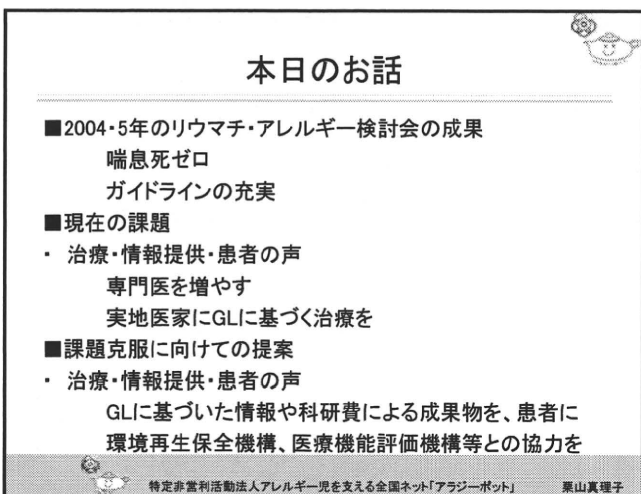 本日のお話
■2004・5年のリウマチ・アレルギー検討会の成果
喘息死ゼロ
ガイドラインの充実
■現在の課題
・ 治療・情報提供・患者の声
専門医を増やす
実地医家にGLに基づく治療を
■課題克服に向けての提案
・ 治療・情報提供・患者の声
GLに基づいた情報や科研費による成果物を、患者に
環境再生保全機構、医療機能評価機構等との協力を
特定非営利活動法人アレルギー児を支える全国ネット「アラジーポット」 栗山真理子